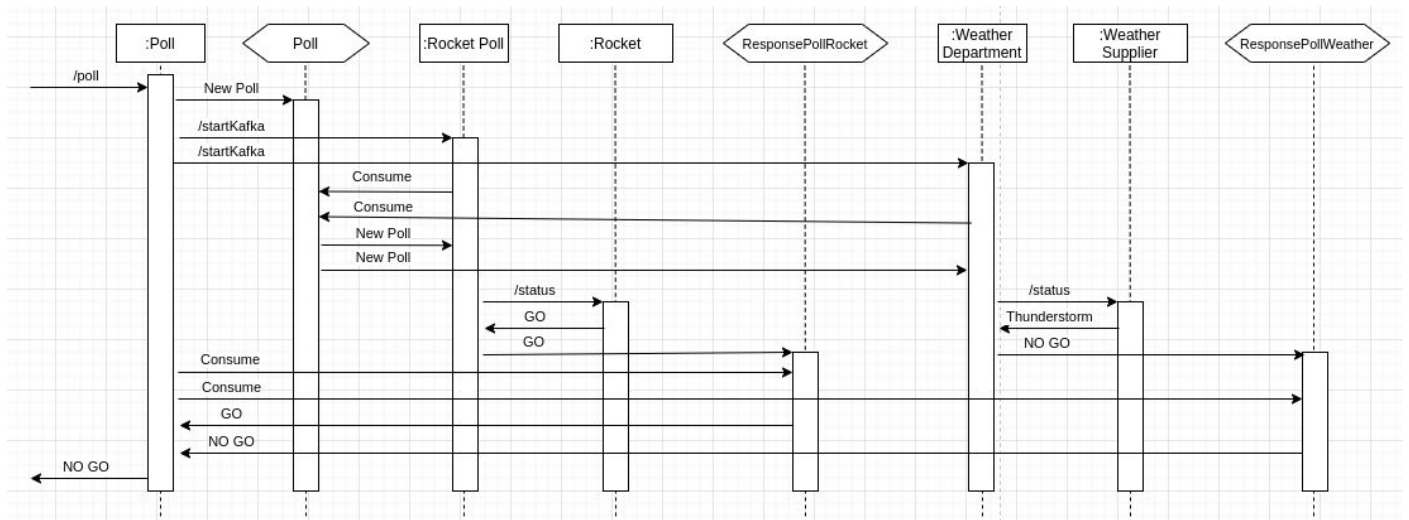 :Poll
Poll
:Rocket Poll
:Rocket
ResponsePollRocket
:Weather
Department
:Weather
Supplier
ResponsePollWeather
/poll
New Poll
/startKafka
/startKafka
Consume
Consume
New Poll
New Poll
/status
/status
GO
Thunderstorm
GO
NO GO
Consume
Consume
GO
NO GO
NO GO